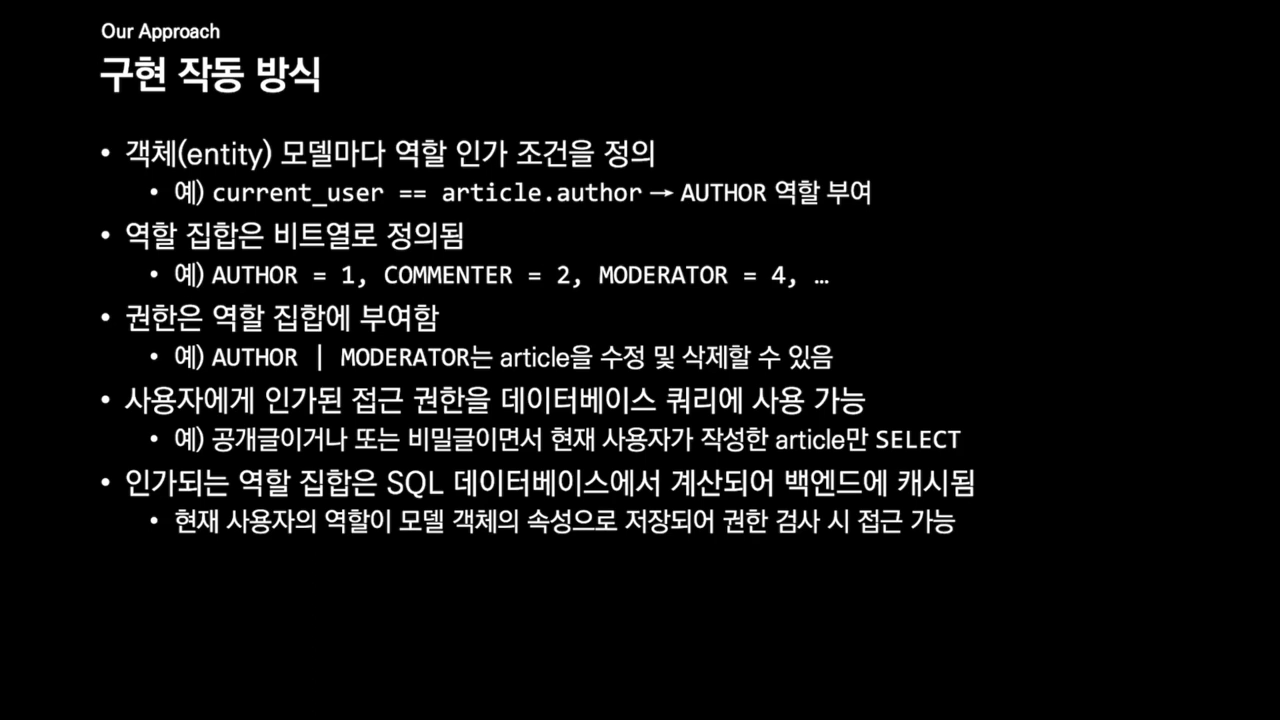 Our Approach
구현 작동 방식
• 객체(entity) 모델마다 역할 인가 조건을 정의
• 예) current_user == article.author → AUTHOR 역할 부여
• 역할 집합은 비트열로 정의됨
• 예) AUTHOR = 1, COMMENTER = 2, MODERATOR = 4, …
• 권한은 역할 집합에 부여함
• 예) AUTHOR | MODERATOR는 article을 수정 및 삭제할 수 있음
• 사용자에게 인가된 접근 권한을 데이터베이스 쿼리에 사용 가능
• 예) 공개글이거나 또는 비밀글이면서 현재 사용자가 작성한 article만 SELECT
• 인가되는 역할 집합은 SQL 데이터베이스에서 계산되어 백엔드에 캐시됨
• 현재 사용자의 역할이 모델 객체의 속성으로 저장되어 권한 검사 시 접근 가능